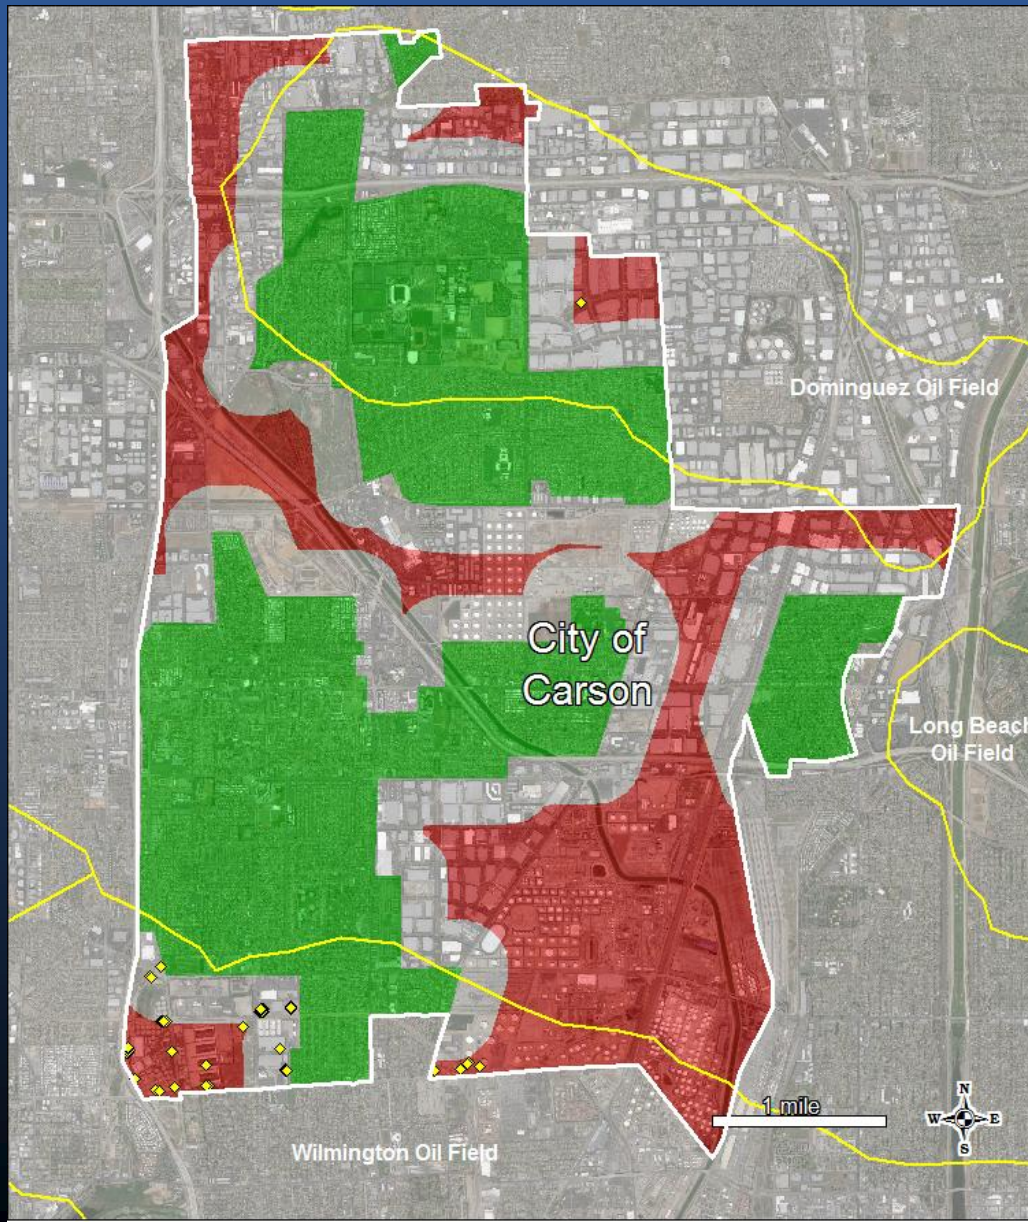 Dominguez Oil Field
City of
Carson
Long Beach
Oil Field
1 mile
N
W E
S
Wilmington Oil Field